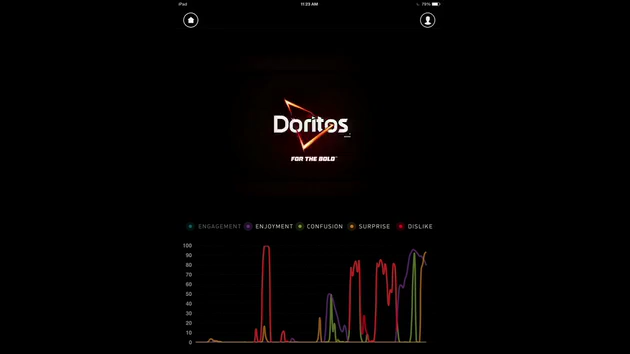 iPad 11:23 AM 79%
Doritos
FOR THE BOLD
ENGAGEMENT ENJOYMENT CONFUSION SURPRISE DISLIKE
100
90
80
70
60
50
40
30
20
10
0